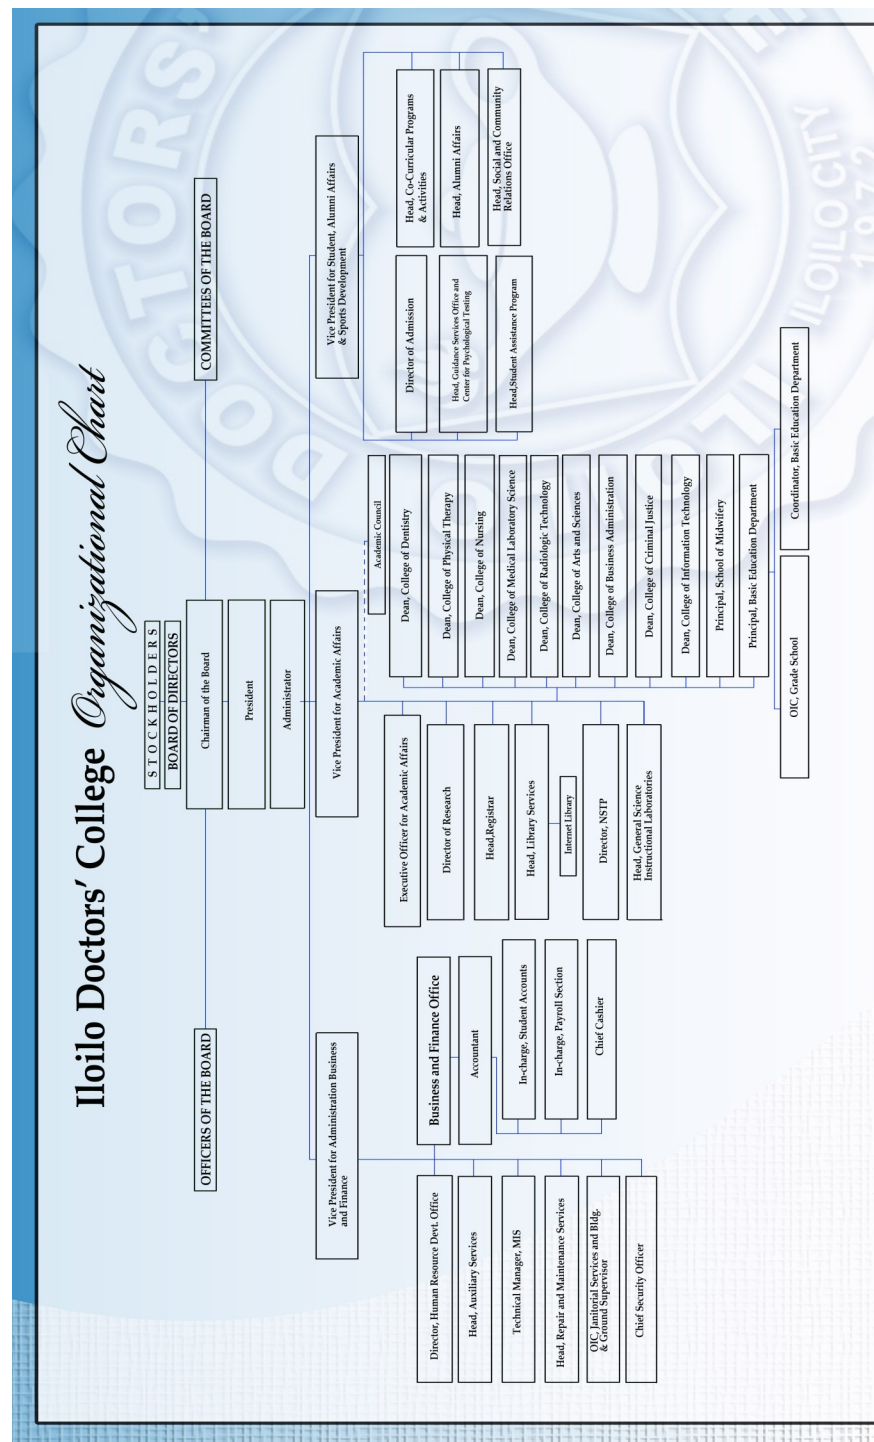 Iloilo Doctors' College Organizational Chart
STOCKHOLDERS
BOARD OF DIRECTORS
OFFICERS OF THE BOARD
Chairman of the Board
COMMITTEES OF THE BOARD
President
Administrator
Vice President for Administration Business
and Finance
Vice President for Academic Affairs
Vice President for Student, Alumni Affairs
& Sports Development
Director, Human Resource Devt. Office
Head, Auxiliary Services
Technical Manager, MIS
Head, Repair and Maintenance Services
OIC, Janitorial Services and Bldg.
& Ground Supervisor
Chief Security Officer
Business and Finance Office
Accountant
In-charge, Student Accounts
In-charge, Payroll Section
Chief Cashier
Executive Officer for Academic Affairs
Director of Research
Head,Registrar
Head, Library Services
Internet Library
Director, NSTP
Head, General Science
Instructional Laboratories
Academic Council
Dean, College of Dentistry
Dean, College of Physical Therapy
Dean, College of Nursing
Dean, College of Medical Laboratory Science
Dean, College of Radiologic Technology
Dean, College of Arts and Sciences
Dean, College of Business Administration
Dean, College of Criminal Justice
Dean, College of Information Technology
Principal, School of Midwifery
Principal, Basic Education Department
OIC, Grade School
Coordinator, Basic Education Department
Director of Admission
Head, Guidance Services Office and
Center for Psychological Testing
Head,Student Assistance Program
Head, Co-Curricular Programs
& Activities
Head, Alumni Affairs
Head, Social and Community
Relations Office
ILOILO CITY
1972
DOCTORS'